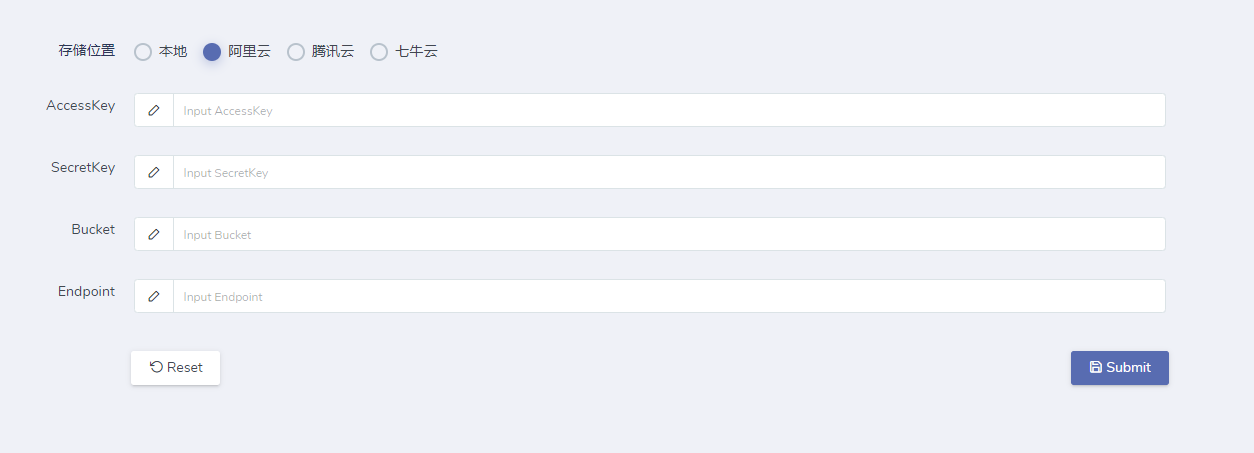 存储位置 本地 阿里云 腾讯云 七牛云
AccessKey Input AccessKey
SecretKey Input SecretKey
Bucket Input Bucket
Endpoint Input Endpoint
Reset Submit